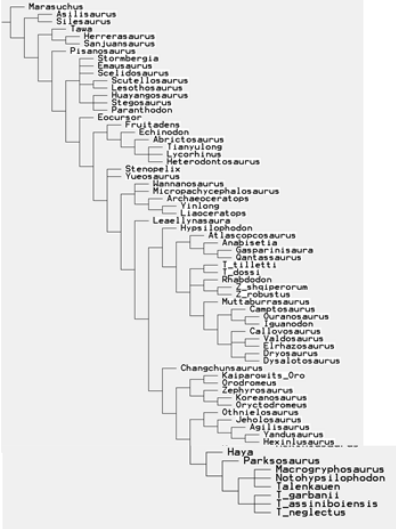 Marasuchus
Asilisaurus
Silesaurus
Tawa
Herrerasaurus
Sanjuansaurus
Pisanosaurus
Stormbergia
Emausaurus
Scelidosaurus
Scutellosaurus
Lesothosaurus
Huayangosaurus
Stegosaurus
Paranthodon
Eocursor
Fruitadens
Echinodon
Abrictosaurus
Tianyulong
Lycorhinus
Heterodontosaurus
Stenopelix
Yueosaurus
Wannanosaurus
Micropachycephalosaurus
Archaeoceratops
Yinlong
Liaoceratops
Leaellynasaura
Hypsilophodon
Atlascopcosaurus
Anabisetia
Gasparinisaura
Qantassaurus
T_tilletti
T_dossi
Rhabdodon
Z_shqiperorum
Z_robustus
Muttaburrasaurus
Camptosaurus
Ouranosaurus
Iguanodon
Callovosaurus
Valdosaurus
Elrhazosaurus
Dryosaurus
Dysalotosaurus
Changchunsaurus
Kaiparowits_Oro
Orodromeus
Zephyrosaurus
Koreanosaurus
Oryctodromeus
Othnielosaurus
Jeholosaurus
Agilisaurus
Yandusaurus
Hexinlusaurus
Haya
Parksosaurus
Macrogryphosaurus
Notohypsilophodon
Talenkauen
T_garbanii
T_assiniboiensis
T_neglectus